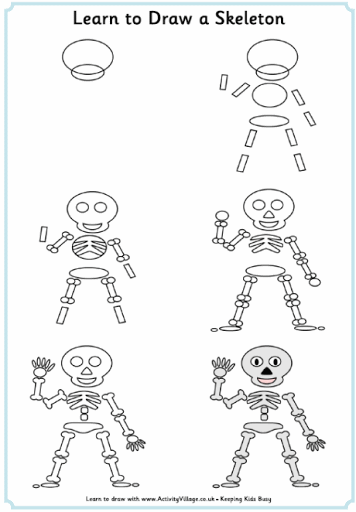 Learn to Draw a Skeleton
Learn to draw with www.ActivityVillage.co.uk - Keeping Kids Busy